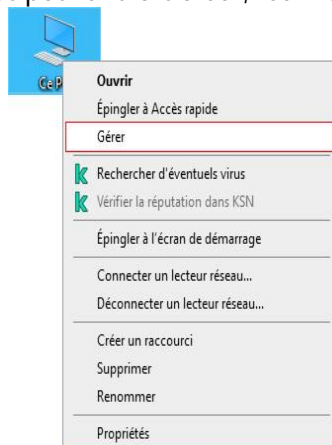 Ce P
Ouvrir
Épingler à Accès rapide
Gérer
Rechercher d'éventuels virus
Vérifier la réputation dans KSN
Épingler à l'écran de démarrage
Connecter un lecteur réseau...
Déconnecter un lecteur réseau...
Créer un raccourci
Supprimer
Renommer
Propriétés